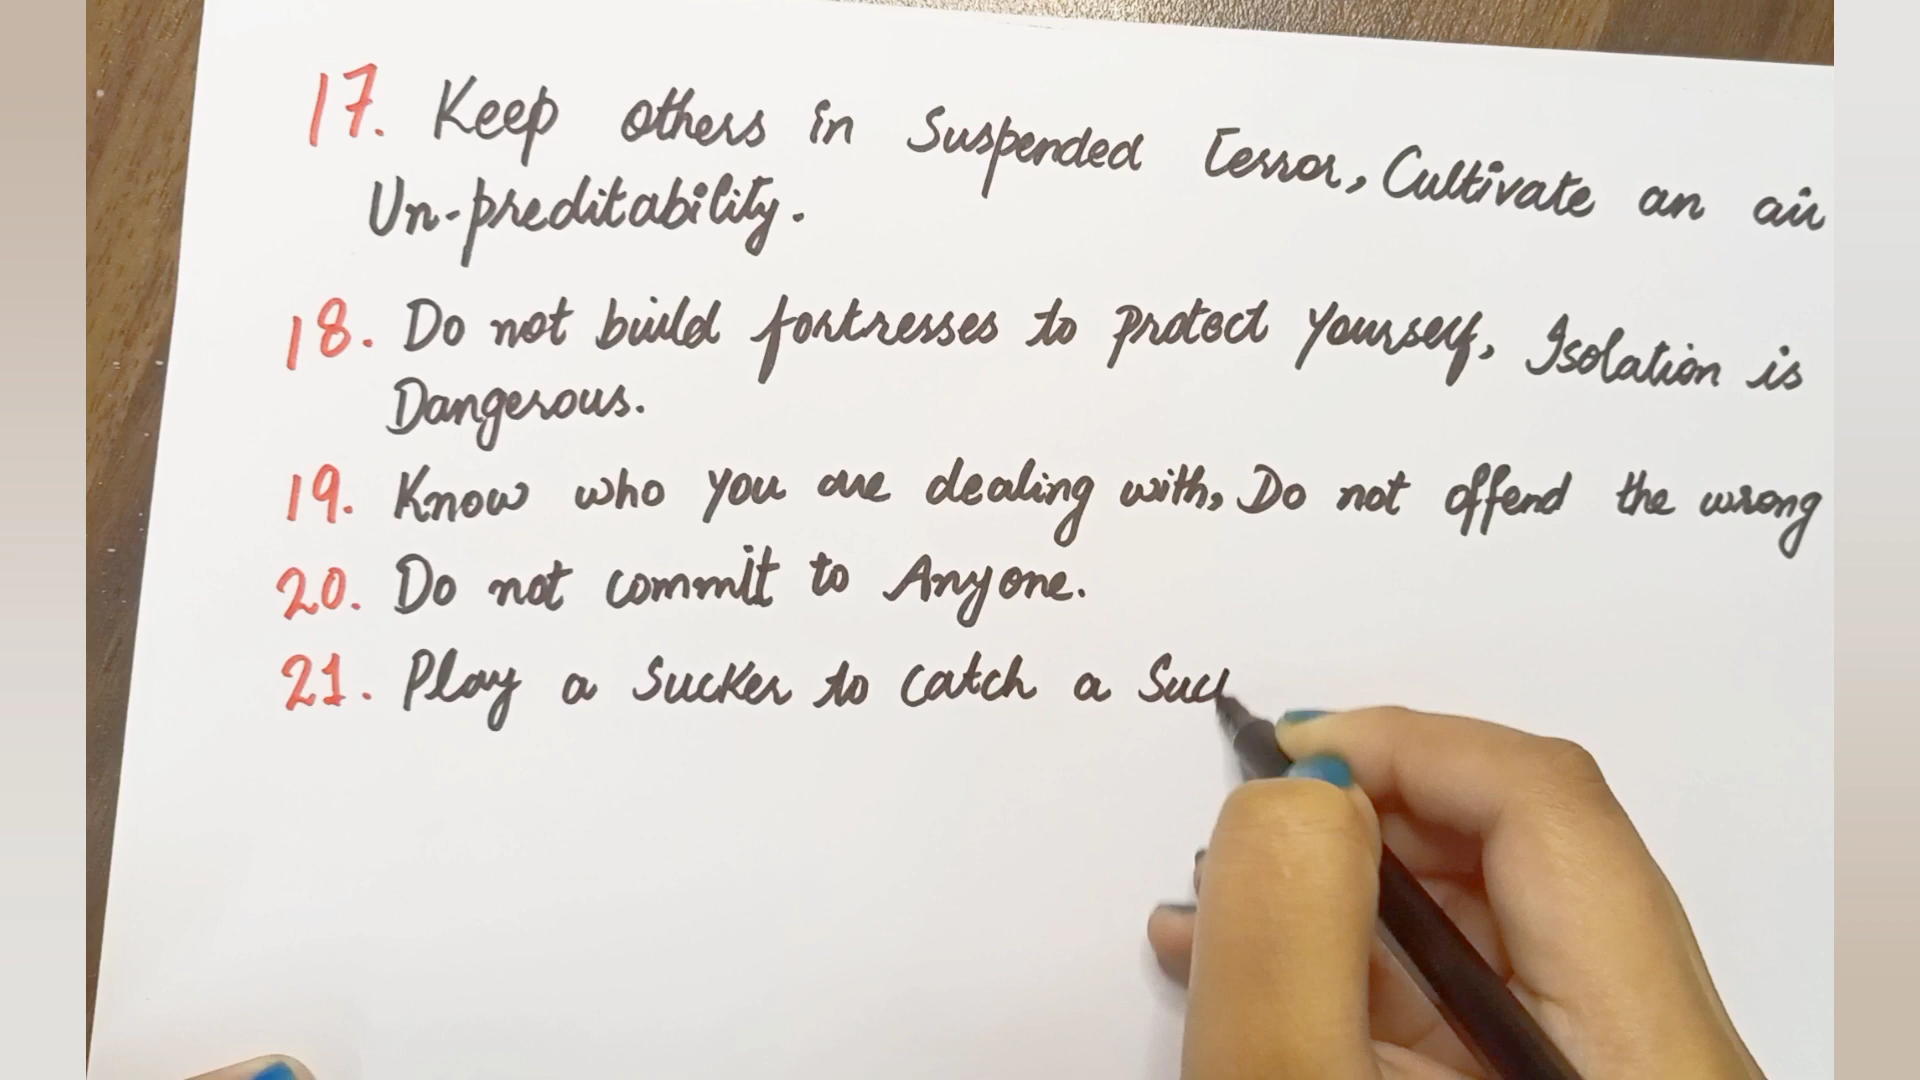 17. Keep others in Suspended Terror, Cultivate an air
Un-preditability.
18. Do not build fortresses to protect yourself, Isolation is
Dangerous.
19. Know who you are dealing with, Do not offend the wrong
20. Do not commit to Anyone.
21. Play a Sucker to catch a Suc